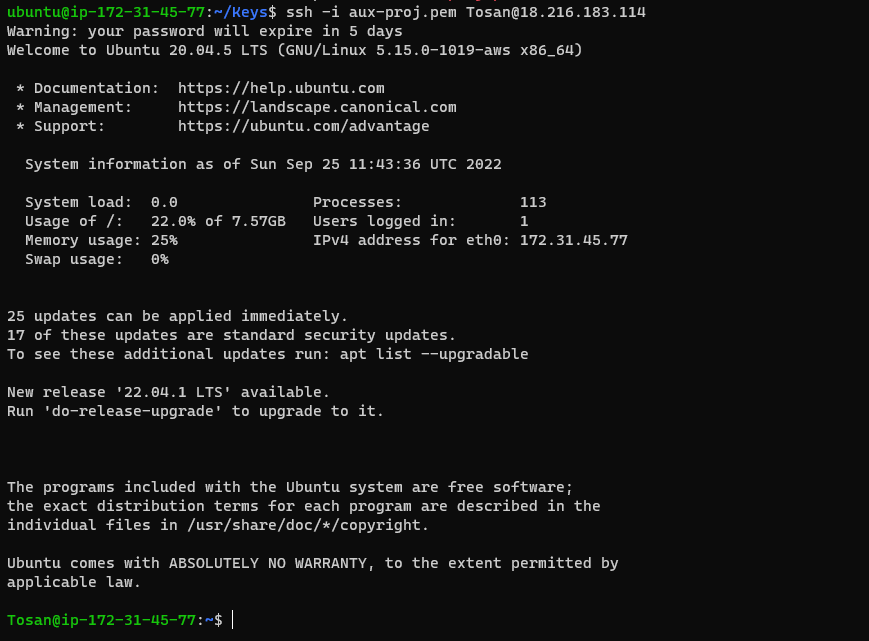 ubuntu@ip-172-31-45-77:~/keys$ ssh -i aux-proj.pem Tosan@18.216.183.114
Warning: your password will expire in 5 days
Welcome to Ubuntu 20.04.5 LTS (GNU/Linux 5.15.0-1019-aws x86_64)
* Documentation:  https://help.ubuntu.com
* Management:     https://landscape.canonical.com
* Support:        https://ubuntu.com/advantage
System information as of Sun Sep 25 11:43:36 UTC 2022
System load:  0.0               Processes:             113
Usage of /:   22.0% of 7.57GB   Users logged in:       1
Memory usage: 25%               IPv4 address for eth0: 172.31.45.77
Swap usage:   0%
25 updates can be applied immediately.
17 of these updates are standard security updates.
To see these additional updates run: apt list --upgradable
New release '22.04.1 LTS' available.
Run 'do-release-upgrade' to upgrade to it.
The programs included with the Ubuntu system are free software;
the exact distribution terms for each program are described in the
individual files in /usr/share/doc/*/copyright.
Ubuntu comes with ABSOLUTELY NO WARRANTY, to the extent permitted by
applicable law.
Tosan@ip-172-31-45-77:~$